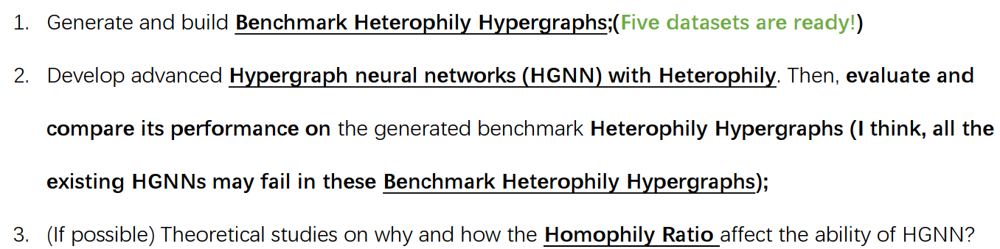 1. Generate and build Benchmark Heterophily Hypergraphs;(Five datasets are ready!)
2. Develop advanced Hypergraph neural networks (HGNN) with Heterophily. Then, evaluate and
compare its performance on the generated benchmark Heterophily Hypergraphs (I think, all the
existing HGNNs may fail in these Benchmark Heterophily Hypergraphs);
3. (If possible) Theoretical studies on why and how the Homophily Ratio affect the ability of HGNN?